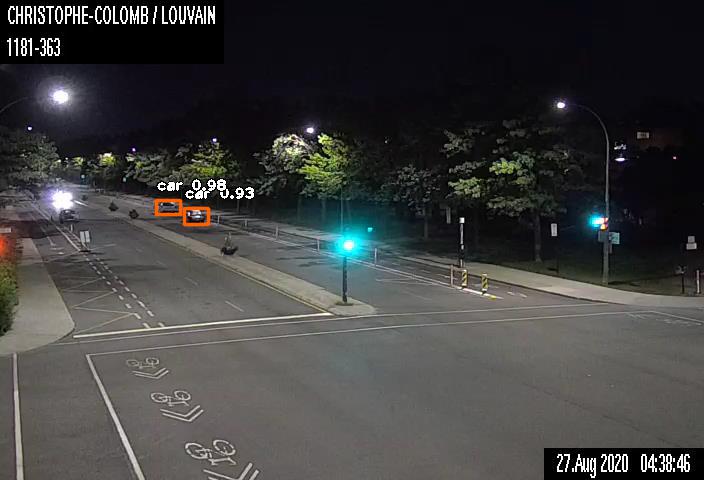 CHRISTOPHE-COLOMB / LOUVAIN
1181-363
car 0.98
car 0.93
27.Aug 2020 04:38:46